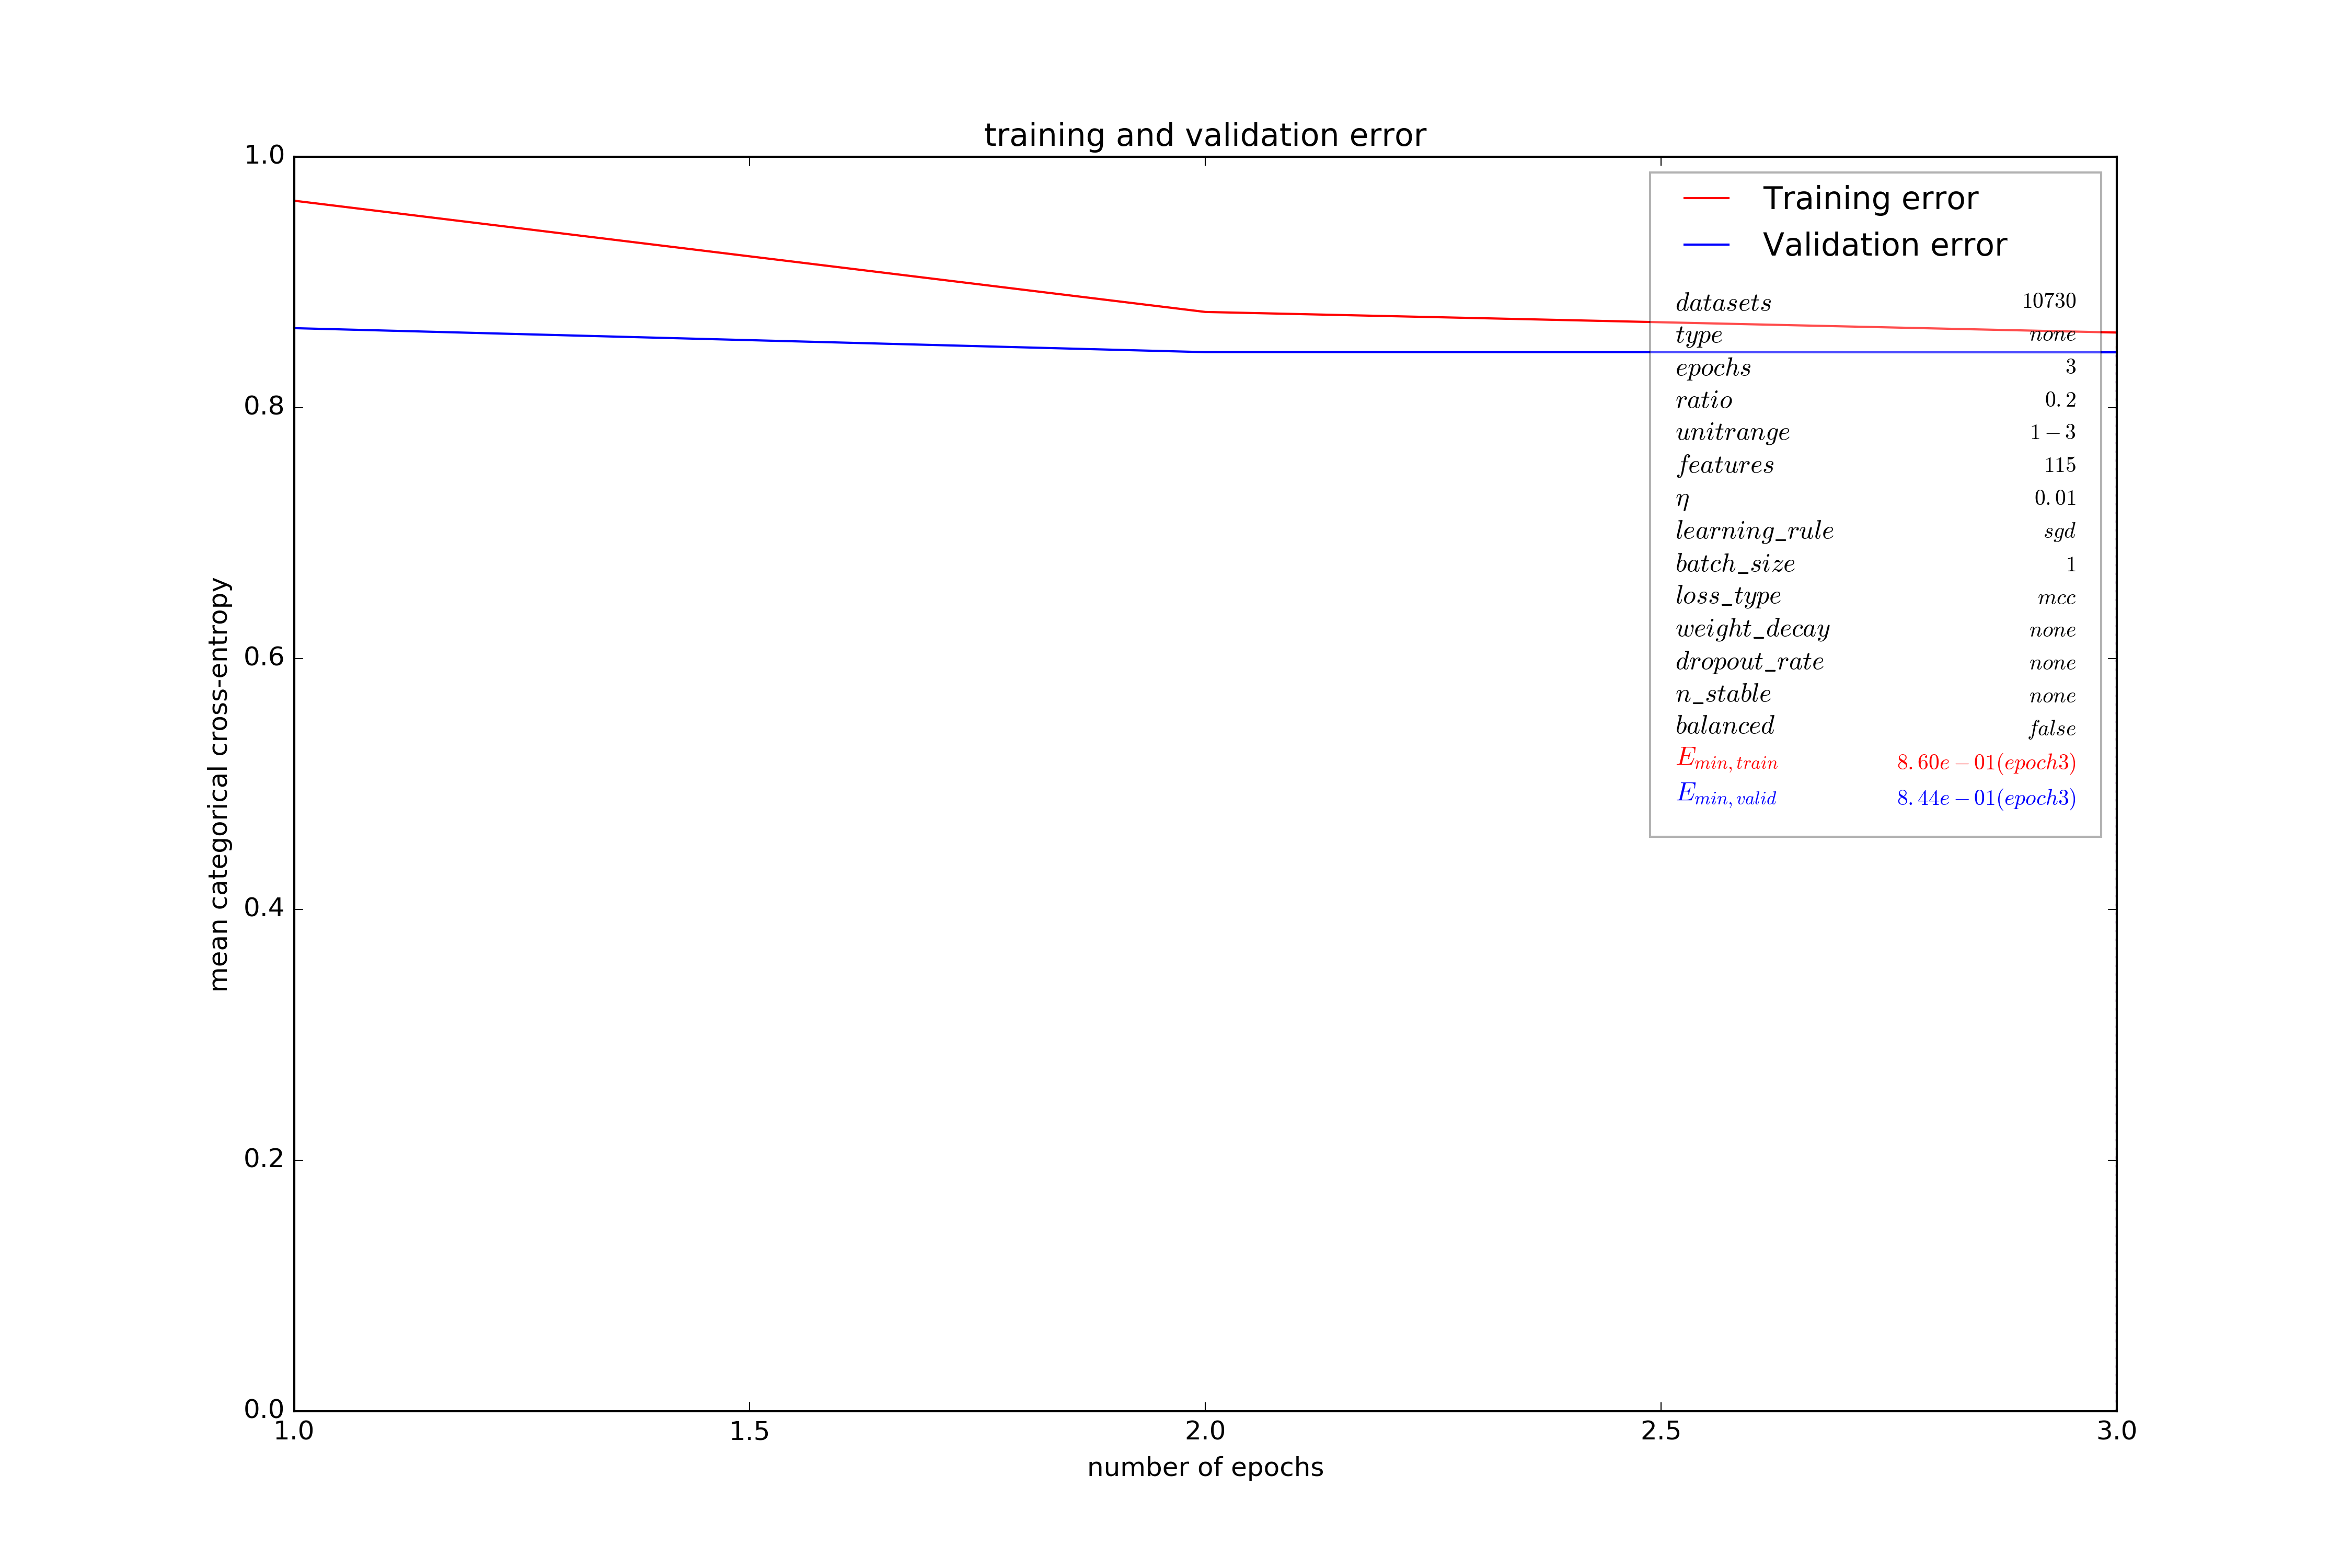 training and validation error
1.0
0.8
0.6
0.4
0.2
0.0
mean categorical cross-entropy
Training error
Validation error
datasets 10730
type none
epochs 3
ratio 0.2
unitrange 1−3
features 115
η 0.01
learning_rule sgd
batch_size 1
loss_type mcc
weight_decay none
dropout_rate none
n_stable none
balanced false
E_min,train 8.60e−01(epoch3)
E_min,valid 8.44e−01(epoch3)
1.0 1.5 2.0 2.5 3.0
number of epochs